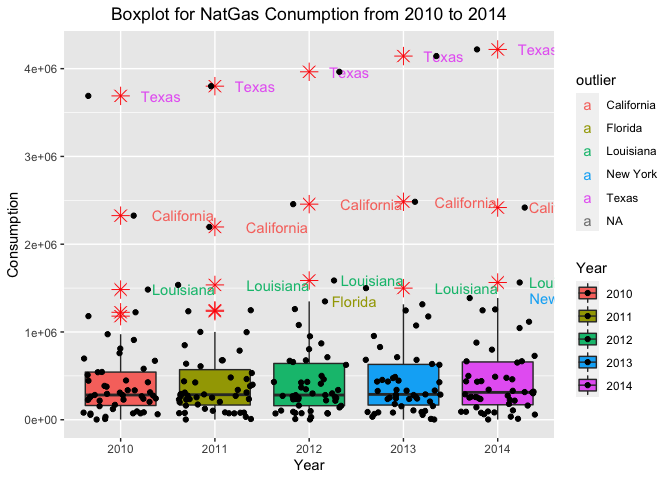 Boxplot for NatGas Conumption from 2010 to 2014
Consumption
4e+06
3e+06
2e+06
1e+06
0e+00
Texas
Texas
Texas
Texas
Texas
California
California
California
California
Cali
Louisiana
Louisiana
Louisiana
Louisiana
Loui
Florida
New
2010
2011
2012
2013
2014
Year
outlier
a California
a Florida
a Louisiana
a New York
a Texas
a NA
Year
2010
2011
2012
2013
2014